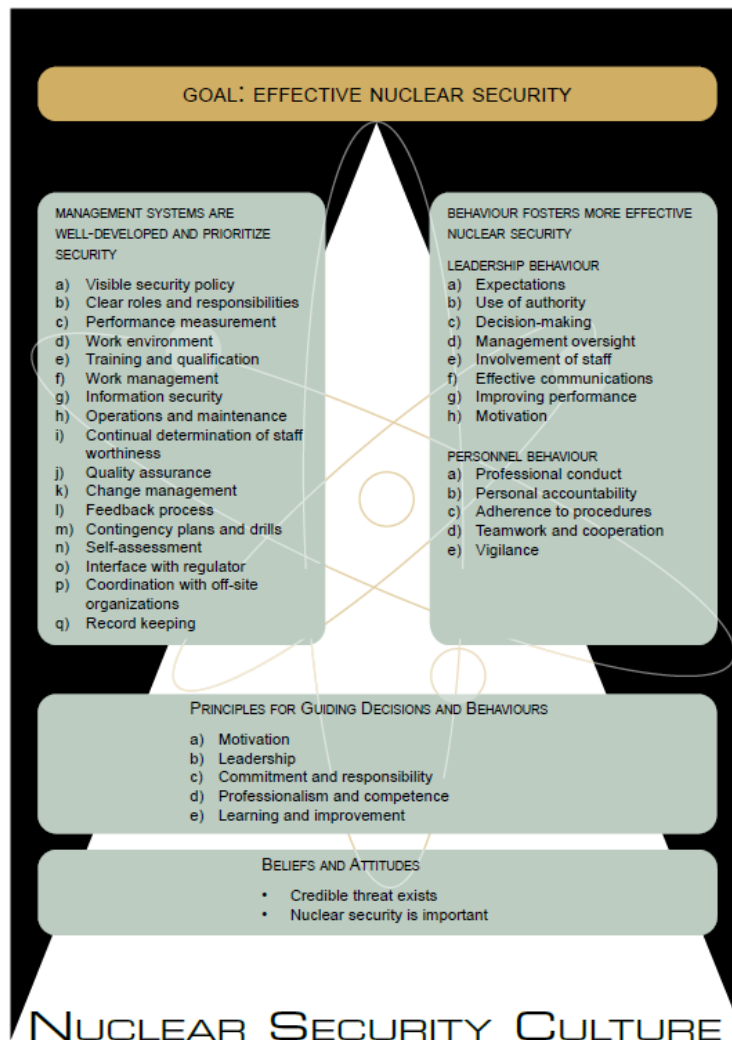 GOAL: EFFECTIVE NUCLEAR SECURITY
MANAGEMENT SYSTEMS ARE
WELL-DEVELOPED AND PRIORITIZE
SECURITY
a) Visible security policy
b) Clear roles and responsibilities
c) Performance measurement
d) Work environment
e) Training and qualification
f) Work management
g) Information security
h) Operations and maintenance
i) Continual determination of staff
worthiness
j) Quality assurance
k) Change management
l) Feedback process
m) Contingency plans and drills
n) Self-assessment
o) Interface with regulator
p) Coordination with off-site
organizations
q) Record keeping
BEHAVIOUR FOSTERS MORE EFFECTIVE
NUCLEAR SECURITY
LEADERSHIP BEHAVIOUR
a) Expectations
b) Use of authority
c) Decision-making
d) Management oversight
e) Involvement of staff
f) Effective communications
g) Improving performance
h) Motivation
PERSONNEL BEHAVIOUR
a) Professional conduct
b) Personal accountability
c) Adherence to procedures
d) Teamwork and cooperation
e) Vigilance
PRINCIPLES FOR GUIDING DECISIONS AND BEHAVIOURS
a) Motivation
b) Leadership
c) Commitment and responsibility
d) Professionalism and competence
e) Learning and improvement
BELIEFS AND ATTITUDES
• Credible threat exists
• Nuclear security is important
NUCLEAR SECURITY CULTURE